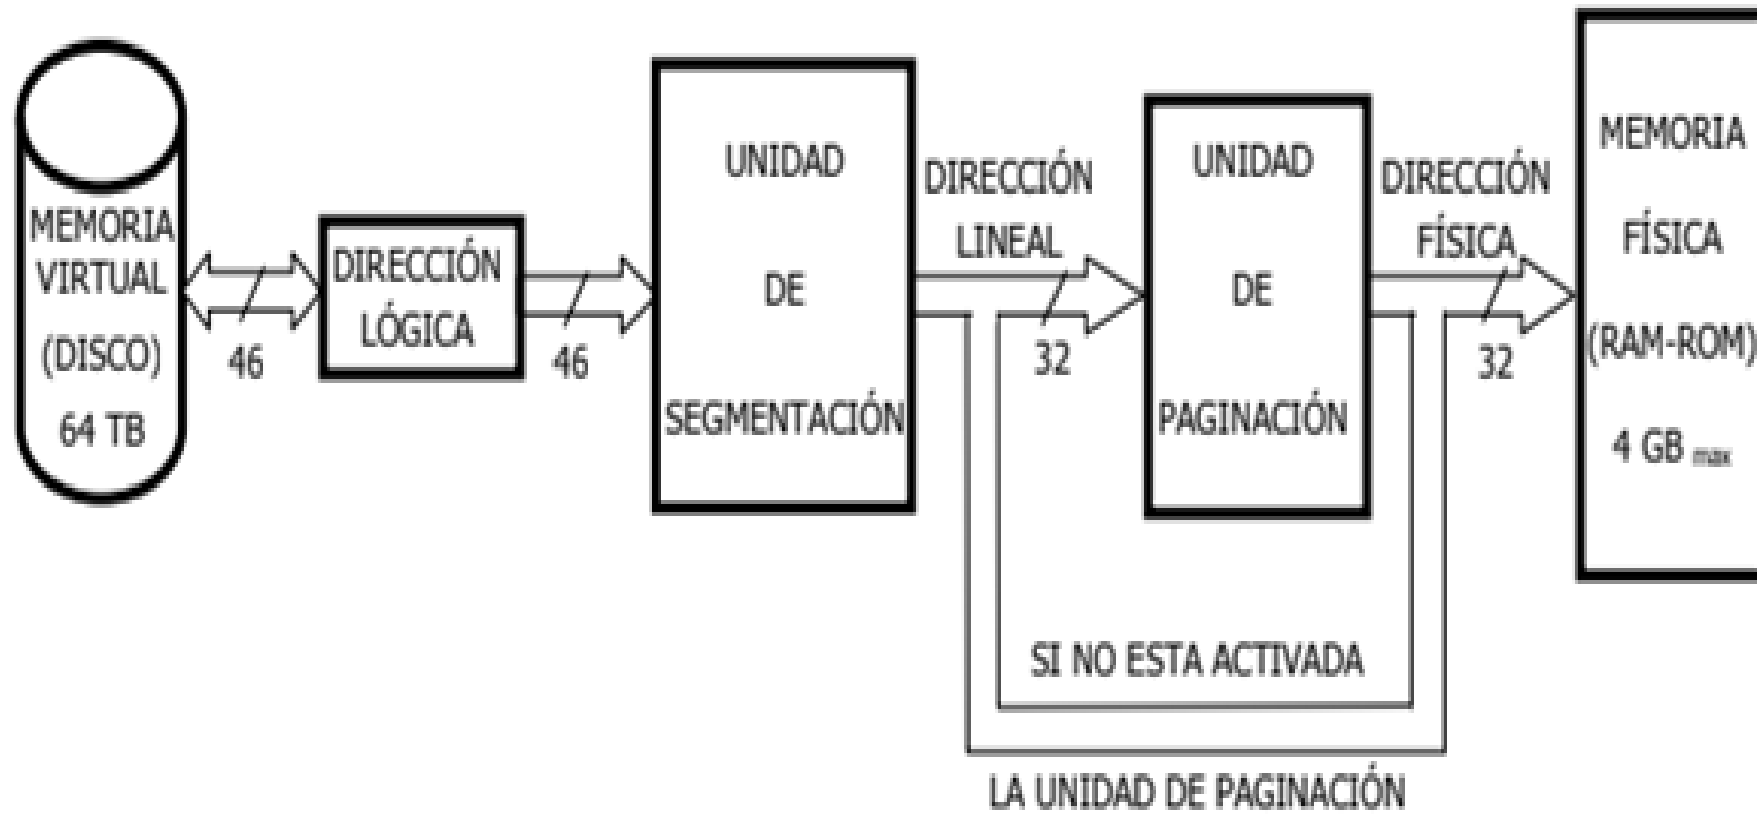 MEMORIA
VIRTUAL
(DISCO)
64 TB
46
DIRECCIÓN
LÓGICA
46
UNIDAD
DE
SEGMENTACIÓN
DIRECCIÓN
LINEAL
32
UNIDAD
DE
PAGINACIÓN
DIRECCIÓN
FÍSICA
32
MEMORIA
FÍSICA
(RAM-ROM)
4 GB max
SI NO ESTA ACTIVADA
LA UNIDAD DE PAGINACIÓN